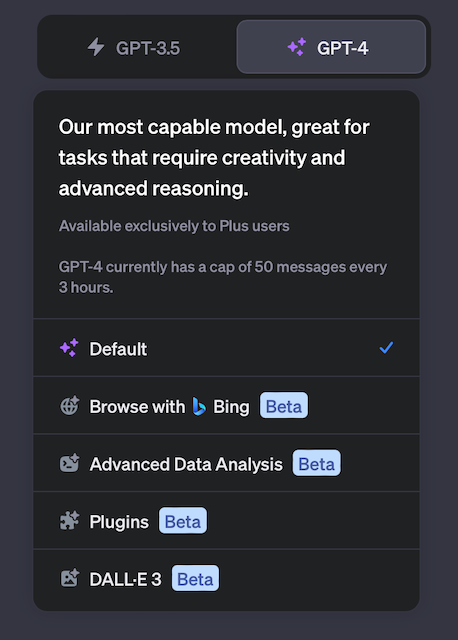 GPT-3.5
GPT-4
Our most capable model, great for
tasks that require creativity and
advanced reasoning.
Available exclusively to Plus users
GPT-4 currently has a cap of 50 messages every
3 hours.
Default
Browse with Bing Beta
Advanced Data Analysis Beta
Plugins Beta
DALL·E 3 Beta